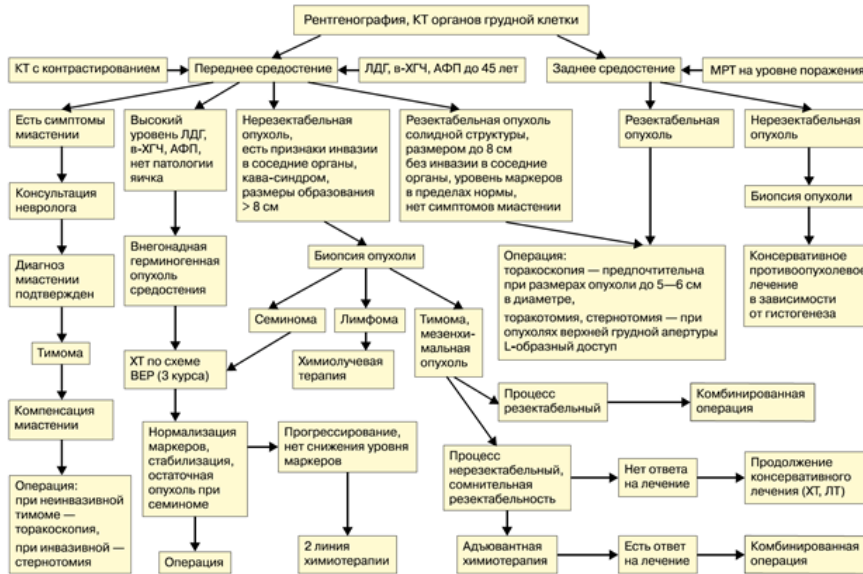 Рентгенография, КТ органов грудной клетки
КТ с контрастированием
Переднее средостение
ЛДГ, в-ХГЧ, АФП до 45 лет
Заднее средостение
МРТ на уровне поражения
Есть симптомы
миастении
Высокий
уровень ЛДГ,
в-ХГЧ, АФП,
нет патологии
яичка
Нерезектабельная
опухоль,
есть признаки инвазии
в соседние органы,
кава-синдром,
размеры образования
> 8 см
Резектабельная опухоль
солидной структуры,
размером до 8 см
без инвазии в соседние
органы, уровень маркеров
в пределах нормы,
нет симптомов миастении
Резектабельная
опухоль
Нерезектабельная
опухоль
Консультация
невролога
Биопсия опухоли
Диагноз
миастении
подтвержден
Внегонадная
герминогенная
опухоль
средостения
Биопсия опухоли
Операция:
торакоскопия — предпочтительна
при размерах опухоли до 5—6 см
в диаметре,
торакотомия, стернотомия — при
опухолях верхней грудной апертуры
L-образный доступ
Консервативное
противоопухолевое
лечение
в зависимости
от гистогенеза
Семинома
Лимфома
Тимома,
мезенхи-
мальная
опухоль
Тимома
ХТ по схеме
ВЕР (3 курса)
Химиолучевая
терапия
Процесс
резектабельный
Комбинированная
операция
Компенсация
миастении
Нормализация
маркеров,
стабилизация,
остаточная
опухоль при
семиноме
Прогрессирование,
нет снижения уровня
маркеров
Процесс
нерезектабельный,
сомнительная
резектабельность
Нет ответа
на лечение
Продолжение
консервативного
лечения (ХТ, ЛТ)
Операция:
при неинвазивной
тимоме —
торакоскопия,
при инвазивной —
стернотомия
Операция
2 линия
химиотерапии
Адъювантная
химиотерапия
Есть ответ
на лечение
Комбинированная
операция